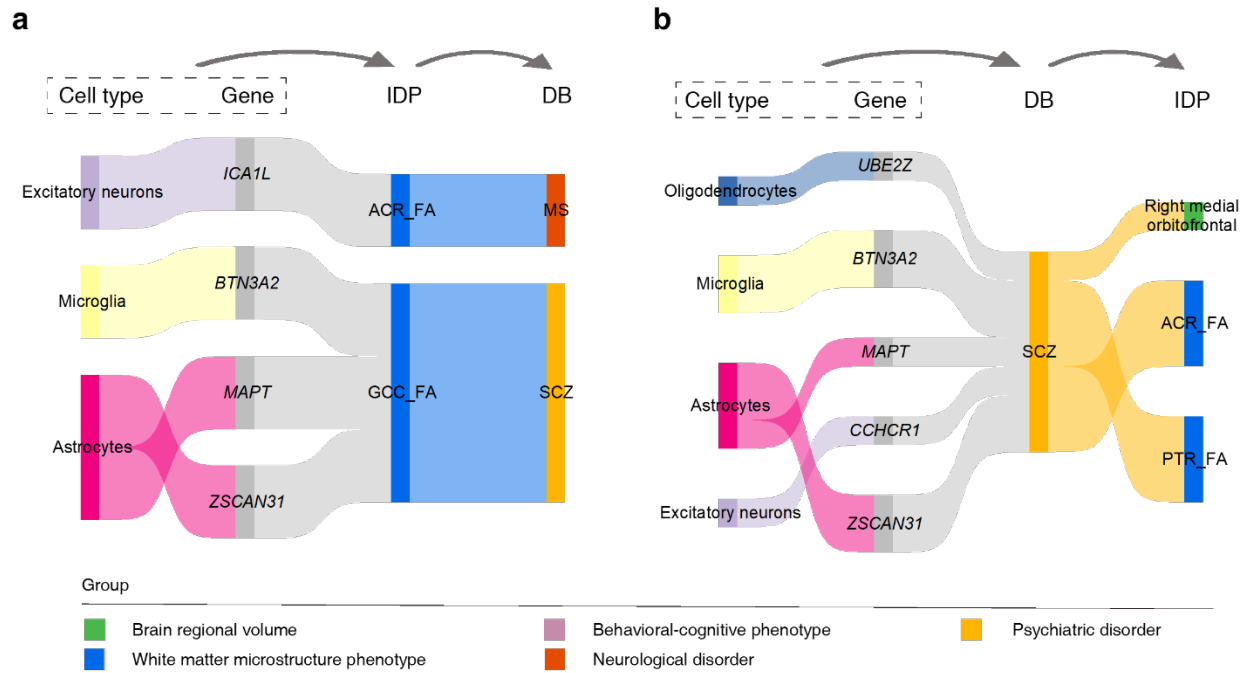 a
Cell type
Gene
IDP
DB
Excitatory neurons
ICA1L
ACR_FA
MS
Microglia
BTN3A2
Astrocytes
MAPT
GCC_FA
SCZ
ZSCAN31
b
Cell type
Gene
DB
IDP
Oligodendrocytes
UBE2Z
Right medial
orbitofrontal
Microglia
BTN3A2
ACR_FA
Astrocytes
MAPT
SCZ
CCHCR1
PTR_FA
Excitatory neurons
ZSCAN31
Group
Brain regional volume
Behavioral-cognitive phenotype
Psychiatric disorder
White matter microstructure phenotype
Neurological disorder